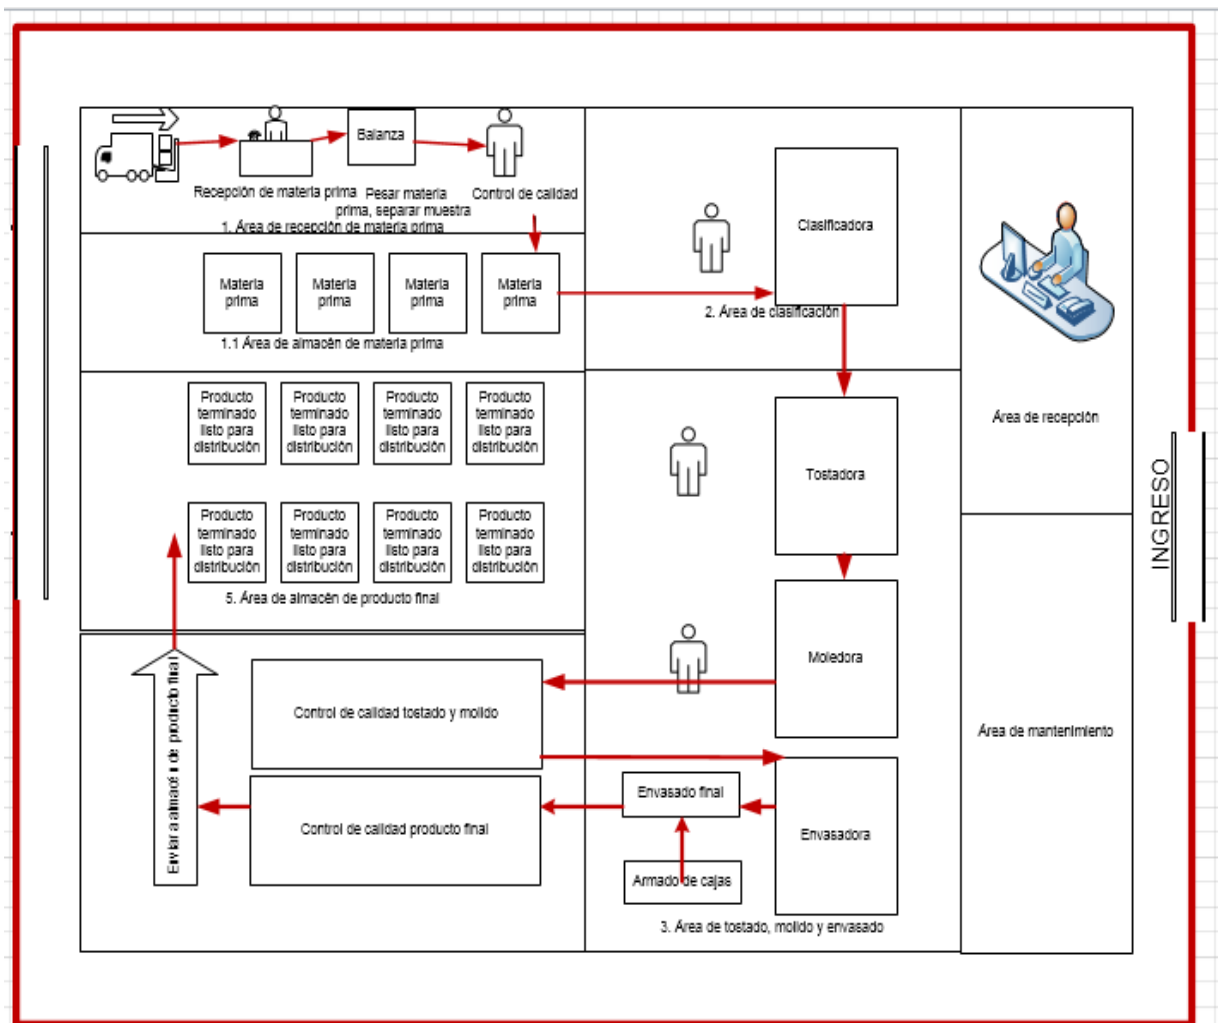 Balanza
Recepción de materia prima
Pesar materia
prima, separar muestra
Control de calidad
1. Área de recepción de materia prima
Materia
prima
Materia
prima
Materia
prima
Materia
prima
1.1 Área de almacén de materia prima
Clasificadora
2. Área de clasificación
Área de recepción
INGRESO
Producto
terminado
listo para
distribución
Producto
terminado
listo para
distribución
Producto
terminado
listo para
distribución
Producto
terminado
listo para
distribución
Producto
terminado
listo para
distribución
Producto
terminado
listo para
distribución
Producto
terminado
listo para
distribución
Producto
terminado
listo para
distribución
5. Área de almacén de producto final
Tostadora
Moledora
Área de mantenimiento
Enviar a almacén de producto final
Control de calidad tostado y molido
Control de calidad producto final
Envasado final
Envasadora
Armado de cajas
3. Área de tostado, molido y envasado